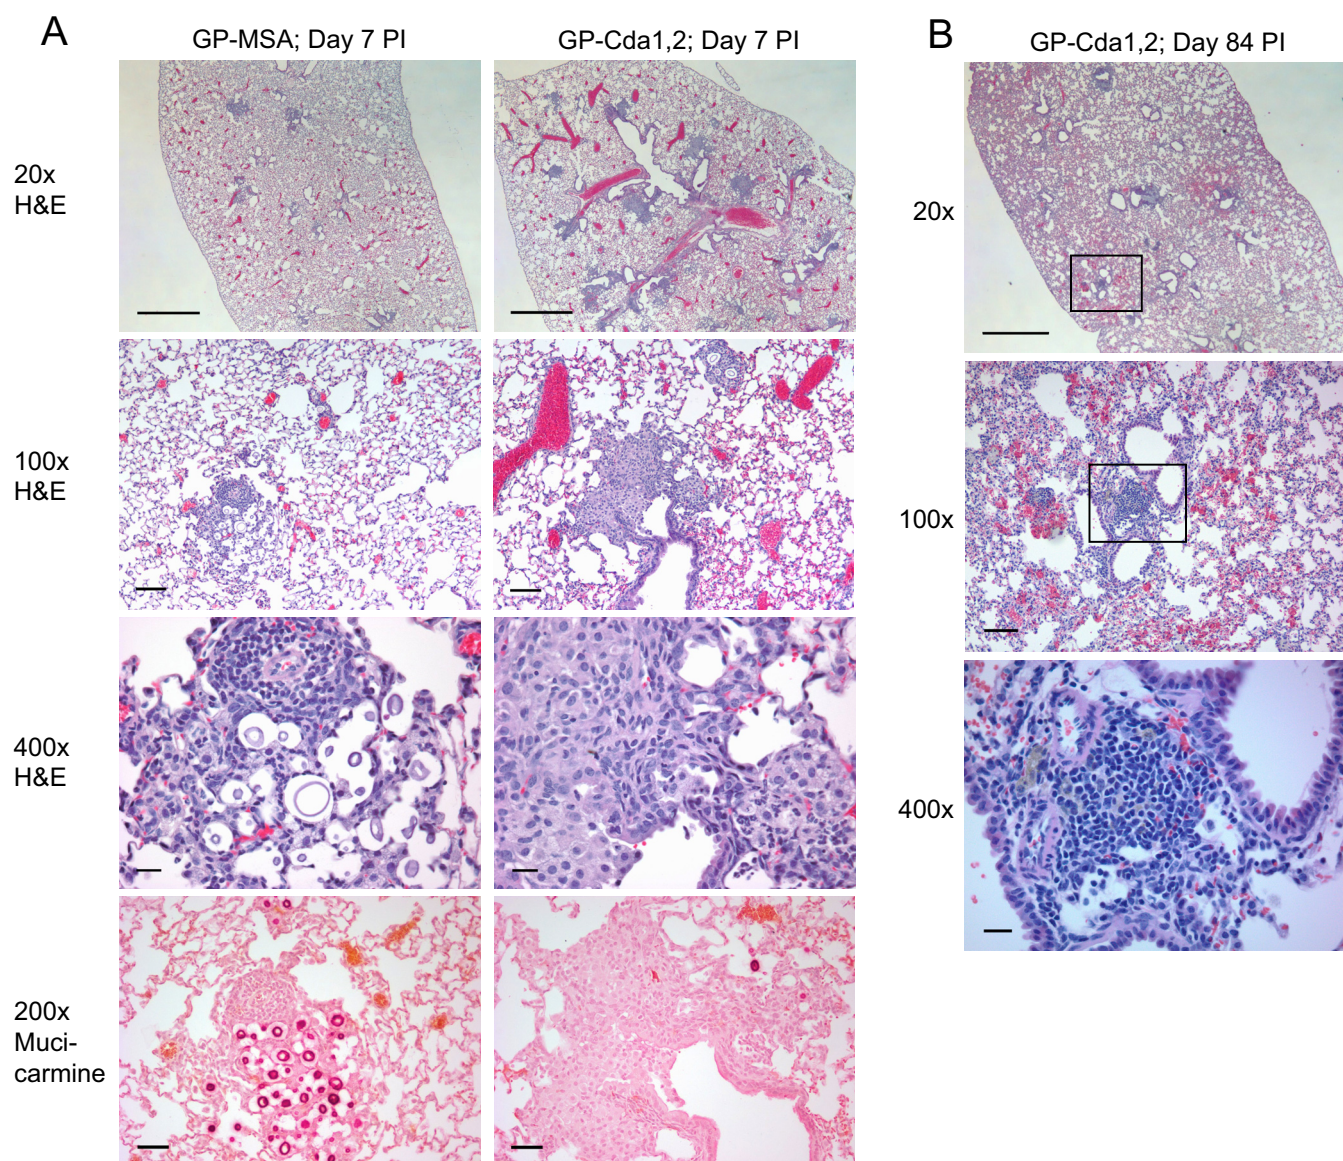 A
GP-MSA; Day 7 PI
GP-Cda1,2; Day 7 PI
20x
H&E
100x
H&E
400x
H&E
200x
Muci-
carmine
B
GP-Cda1,2; Day 84 PI
20x
100x
400x